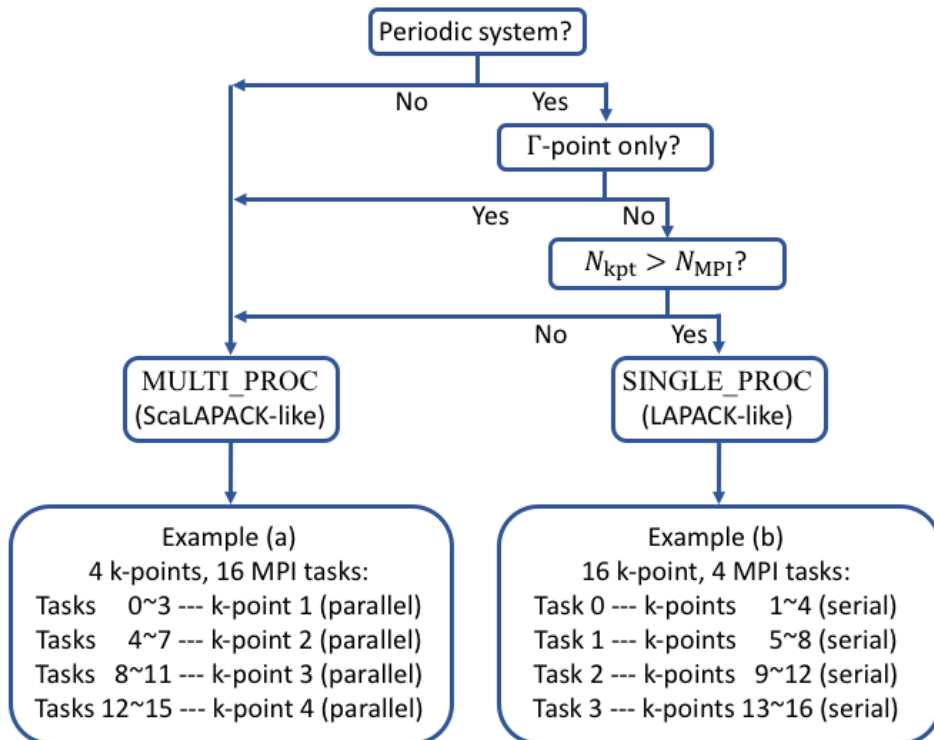 Periodic system?
No
Yes
Γ-point only?
Yes
No
N_kpt > N_MPI?
No
Yes
MULTI_PROC
(ScaLAPACK-like)
SINGLE_PROC
(LAPACK-like)
Example (a)
4 k-points, 16 MPI tasks:
Tasks 0~3 --- k-point 1 (parallel)
Tasks 4~7 --- k-point 2 (parallel)
Tasks 8~11 --- k-point 3 (parallel)
Tasks 12~15 --- k-point 4 (parallel)
Example (b)
16 k-point, 4 MPI tasks:
Task 0 --- k-points 1~4 (serial)
Task 1 --- k-points 5~8 (serial)
Task 2 --- k-points 9~12 (serial)
Task 3 --- k-points 13~16 (serial)